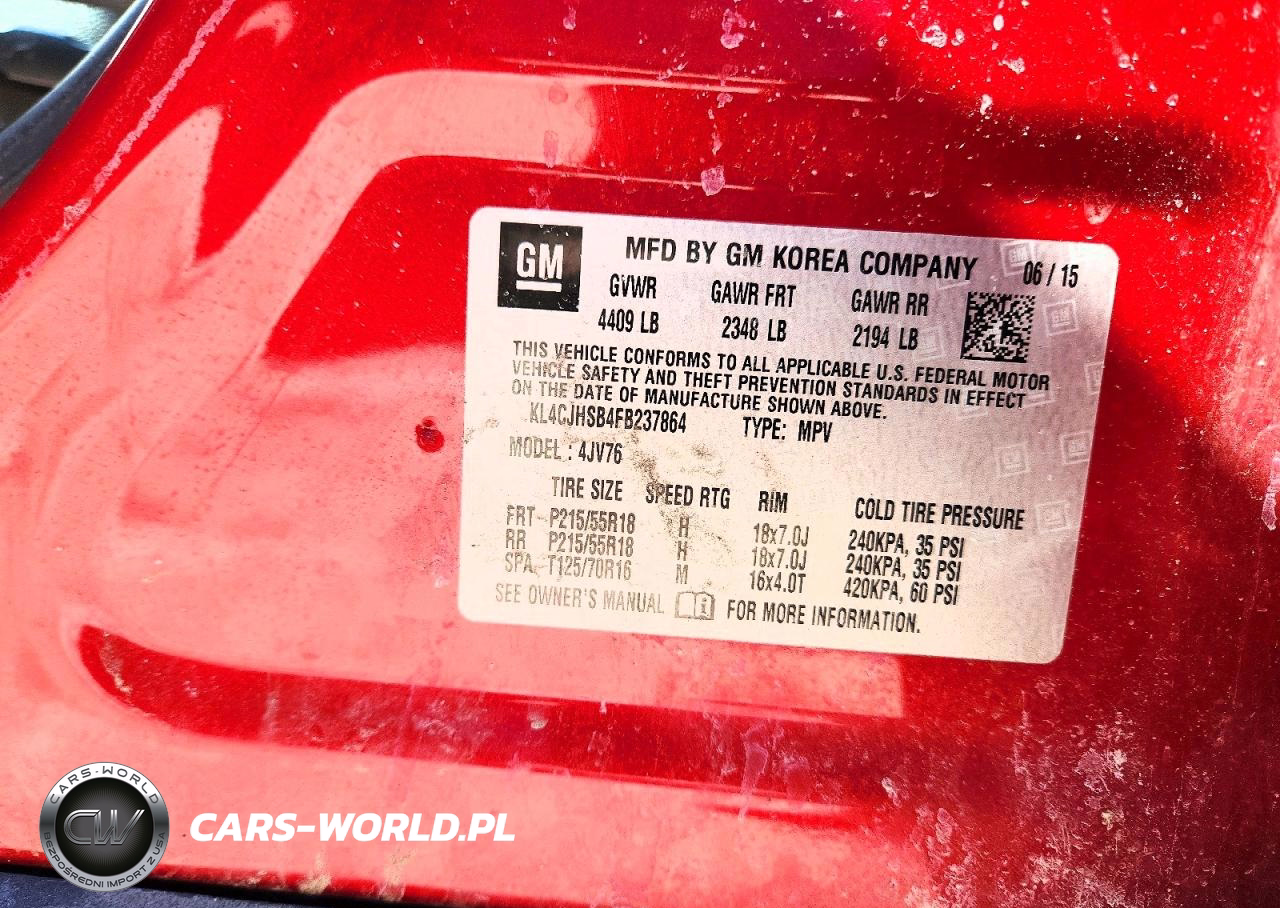 GM
MFD BY GM KOREA COMPANY 06 / 15
GVWR GAWR FRT GAWR RR
4409 LB 2348 LB 2194 LB
THIS VEHICLE CONFORMS TO ALL APPLICABLE U.S. FEDERAL MOTOR
VEHICLE SAFETY AND THEFT PREVENTION STANDARDS IN EFFECT
ON THE DATE OF MANUFACTURE SHOWN ABOVE.
KL4CJHSB4FB237864 TYPE: MPV
MODEL : 4JV76
TIRE SIZE SPEED RTG RIM COLD TIRE PRESSURE
FRT P215/55R18 H 18x7.0J 240KPA, 35 PSI
RR P215/55R18 H 18x7.0J 240KPA, 35 PSI
SPA T125/70R16 M 16x4.0T 420KPA, 60 PSI
SEE OWNER'S MANUAL FOR MORE INFORMATION.
CARS-WORLD
CW
BEZPOŚREDNI IMPORT Z USA
CARS-WORLD.PL